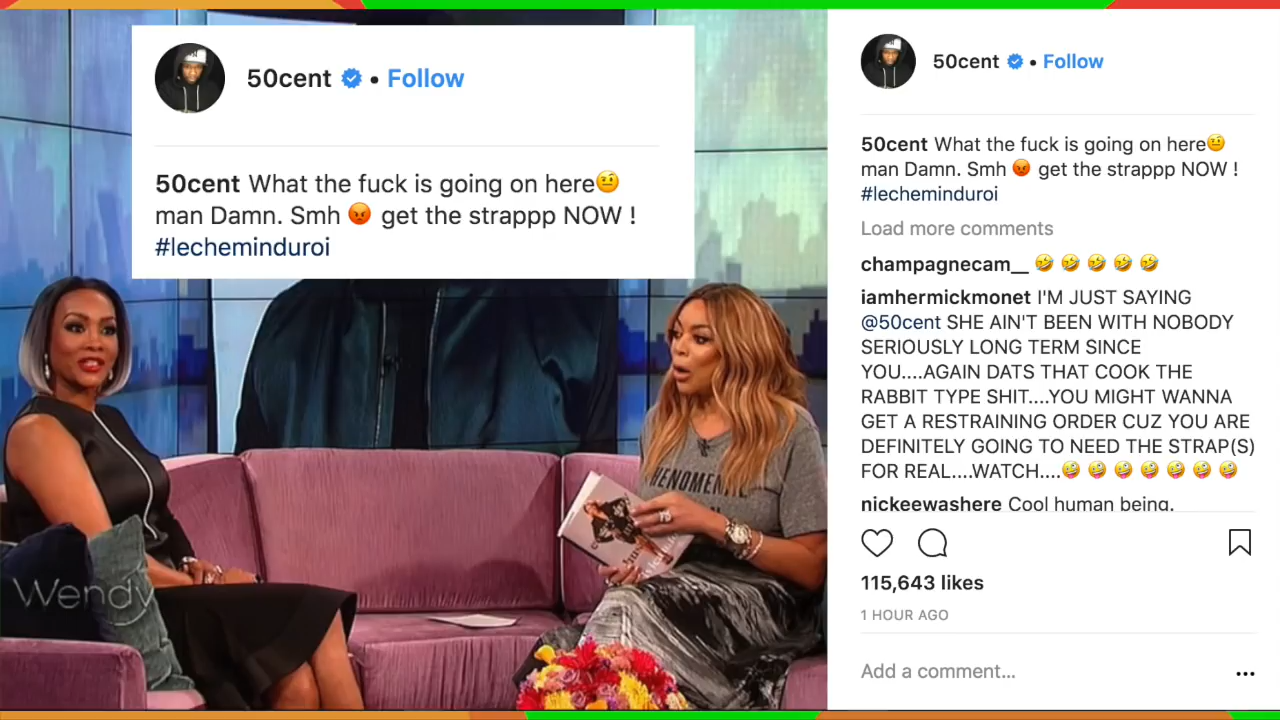 50cent • Follow
50cent What the fuck is going on here🤨
man Damn. Smh 😡 get the strappp NOW !
#lecheminduroi
Wendy
PHENOMENAL
50cent • Follow
50cent What the fuck is going on here🤨
man Damn. Smh 😡 get the strappp NOW !
#lecheminduroi
Load more comments
champagnecam__ 🤣 🤣 🤣 🤣 🤣
iamhermickmonet I'M JUST SAYING
@50cent SHE AIN'T BEEN WITH NOBODY
SERIOUSLY LONG TERM SINCE
YOU....AGAIN DATS THAT COOK THE
RABBIT TYPE SHIT....YOU MIGHT WANNA
GET A RESTRAINING ORDER CUZ YOU ARE
DEFINITELY GOING TO NEED THE STRAP(S)
FOR REAL....WATCH....🤪 🤪 🤪 🤪 🤪 🤪 🤪
nickeewashere Cool human being.
115,643 likes
1 HOUR AGO
Add a comment...